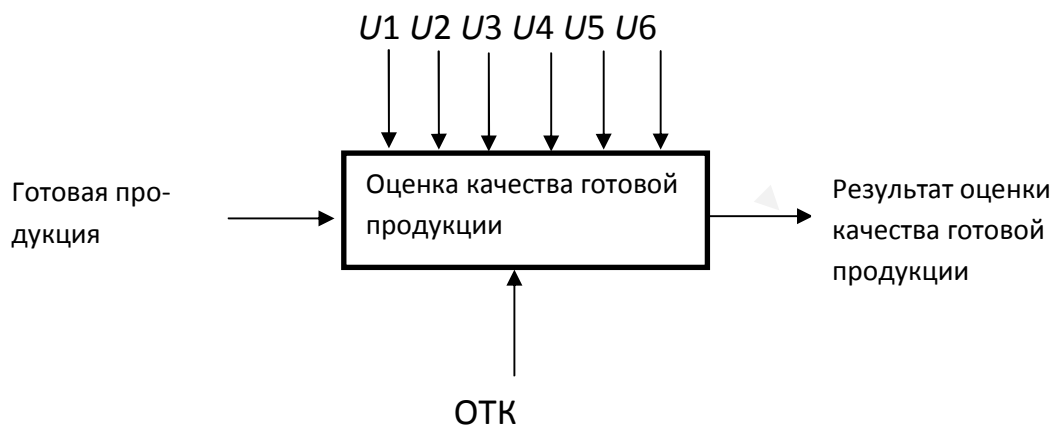 U1 U2 U3 U4 U5 U6
Готовая про-
дукция
Оценка качества готовой
продукции
Результат оценки
качества готовой
продукции
ОТК